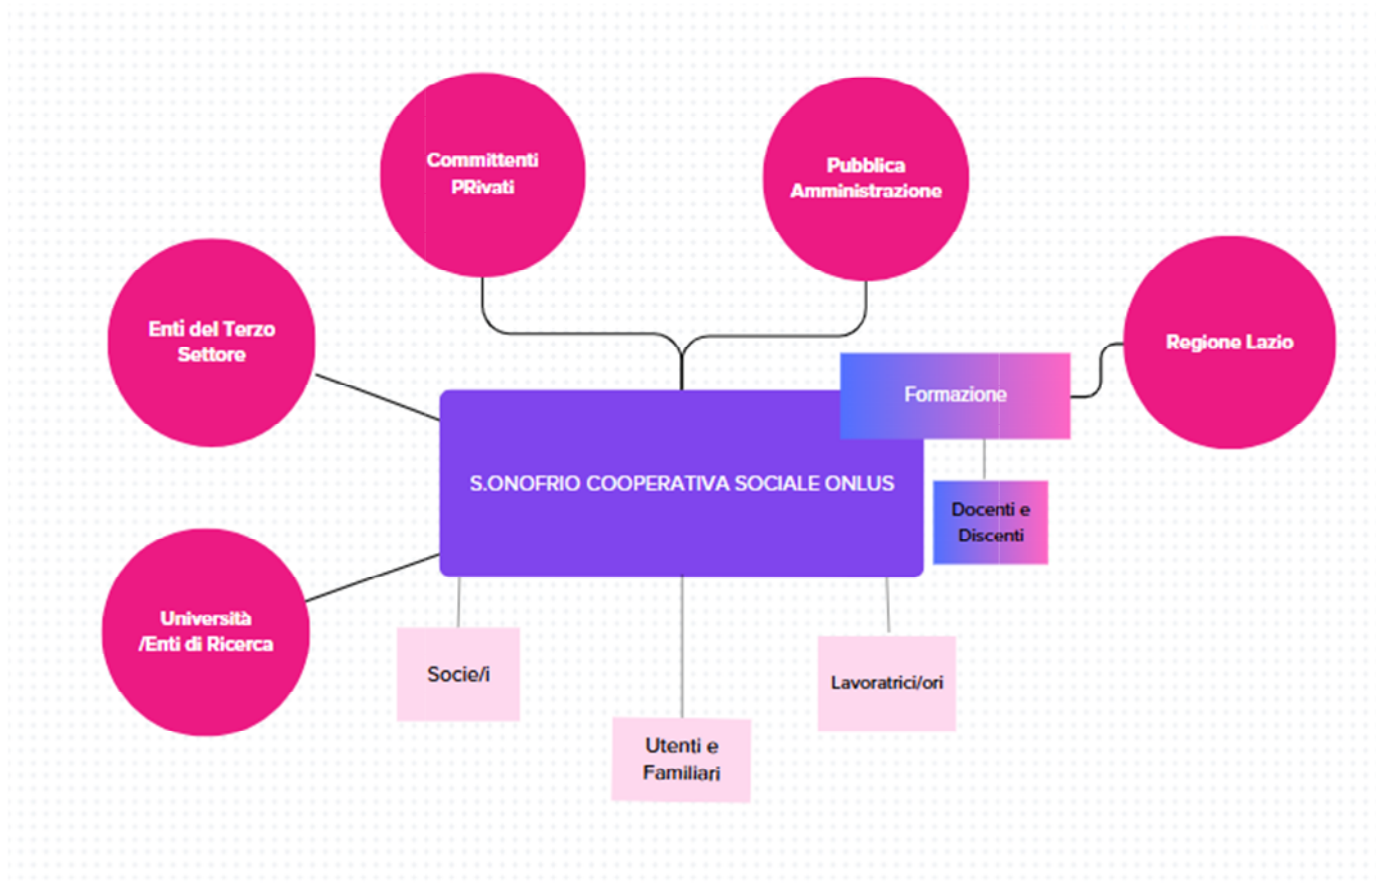 Committenti
PRivati
Pubblica
Amministrazione
Enti del Terzo
Settore
Regione Lazio
Formazione
S.ONOFRIO COOPERATIVA SOCIALE ONLUS
Docenti e
Discenti
Università
/Enti di Ricerca
Socie/i
Lavoratrici/ori
Utenti e
Familiari